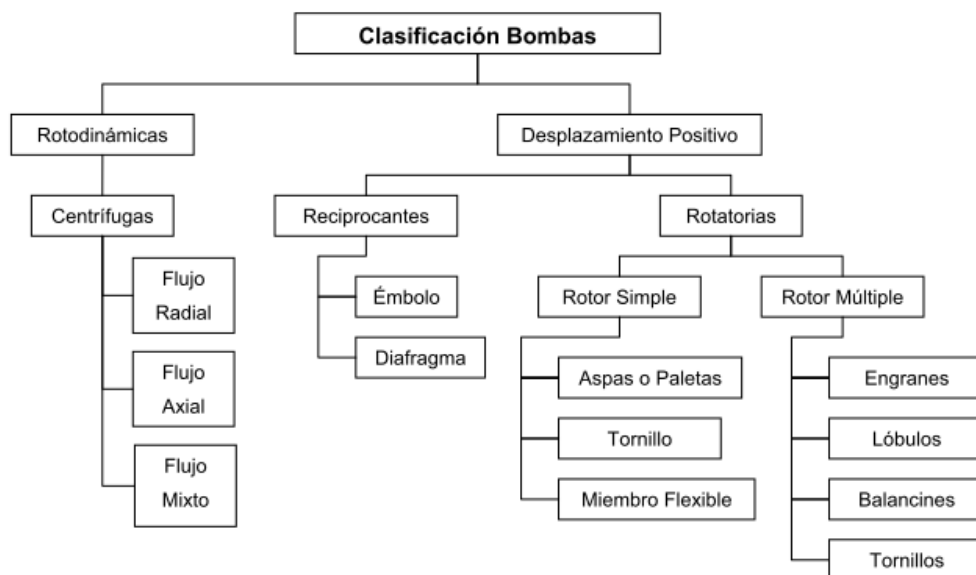 Clasificación Bombas
Rotodinámicas
Desplazamiento Positivo
Centrífugas
Reciprocantes
Rotatorias
Flujo
Radial
Flujo
Axial
Flujo
Mixto
Émbolo
Diafragma
Rotor Simple
Rotor Múltiple
Aspas o Paletas
Tornillo
Miembro Flexible
Engranes
Lóbulos
Balancines
Tornillos